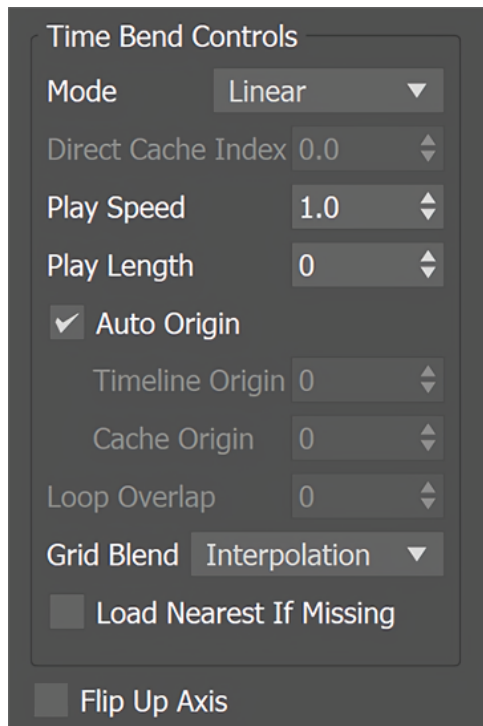 Time Bend Controls
Mode Linear
Direct Cache Index 0.0
Play Speed 1.0
Play Length 0
Auto Origin
Timeline Origin 0
Cache Origin 0
Loop Overlap 0
Grid Blend Interpolation
Load Nearest If Missing
Flip Up Axis